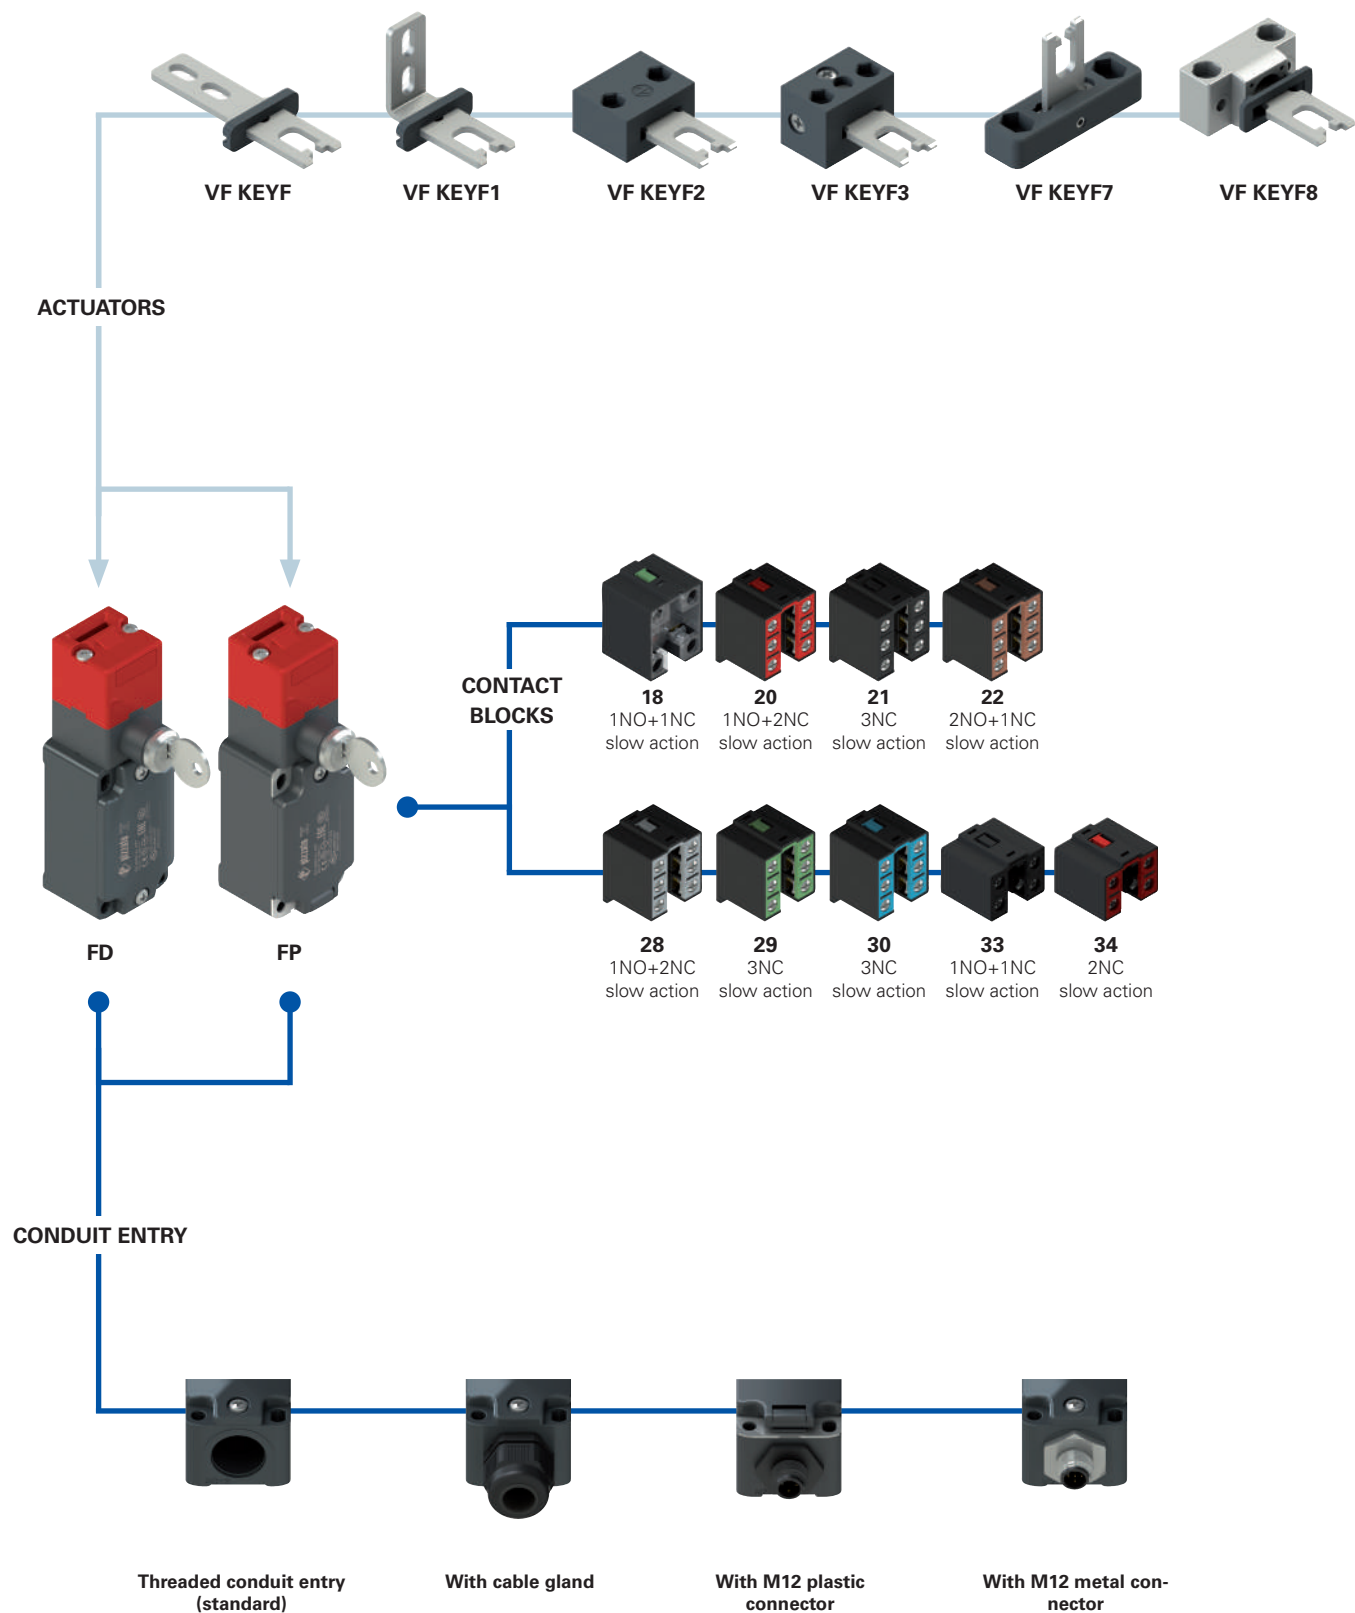 VF KEYF VF KEYF1 VF KEYF2 VF KEYF3 VF KEYF7 VF KEYF8
ACTUATORS
CONTACT
BLOCKS
18 20 21 22
1NO+1NC 1NO+2NC 3NC 2NO+1NC
slow action slow action slow action slow action
28 29 30 33 34
1NO+2NC 3NC 3NC 1NO+1NC 2NC
slow action slow action slow action slow action slow action
FD FP
pizzato pizzato
CONDUIT ENTRY
Threaded conduit entry
(standard)
With cable gland
With M12 plastic
connector
With M12 metal con-
nector